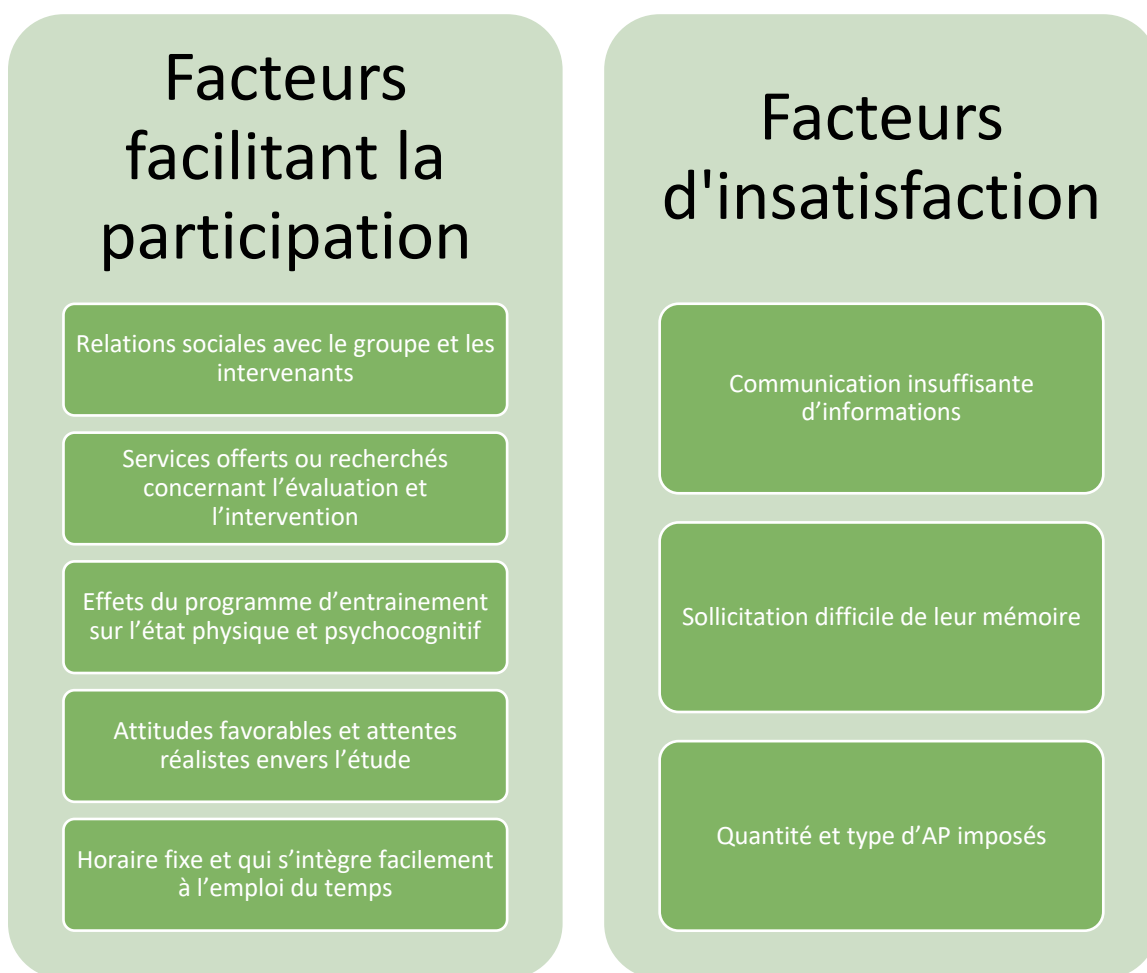 Facteurs
facilitant la
participation
Relations sociales avec le groupe et les
intervenants
Services offerts ou recherchés
concernant l’évaluation et
l’intervention
Effets du programme d’entrainement
sur l’état physique et psychocognitif
Attitudes favorables et attentes
réalistes envers l’étude
Horaire fixe et qui s’intègre facilement
à l’emploi du temps
Facteurs
d'insatisfaction
Communication insuffisante
d’informations
Sollicitation difficile de leur mémoire
Quantité et type d’AP imposés